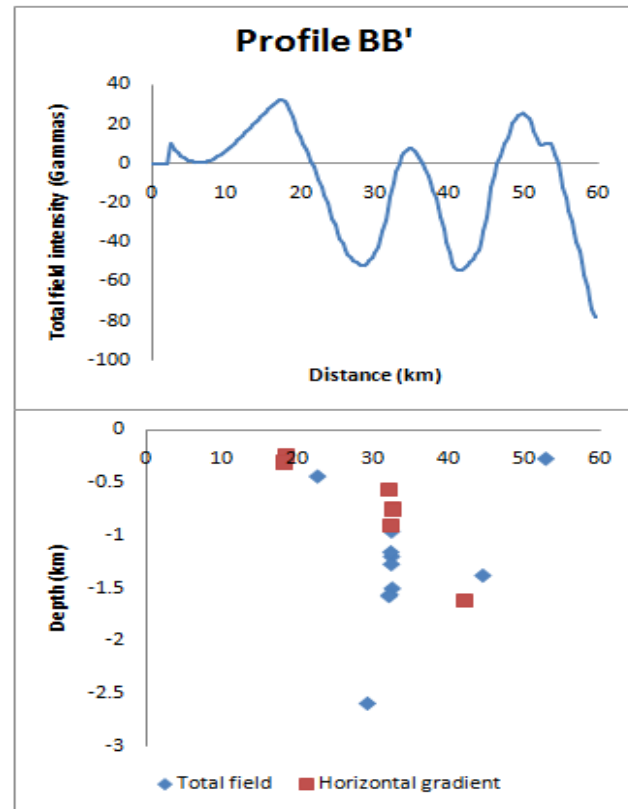 Profile BB'
Total field intensity (Gammas)
40
20
0
-20
-40
-60
-80
-100
0 10 20 30 40 50 60
Distance (km)
Depth (km)
0
-0.5
-1
-1.5
-2
-2.5
-3
0 10 20 30 40 50 60
Total field Horizontal gradient